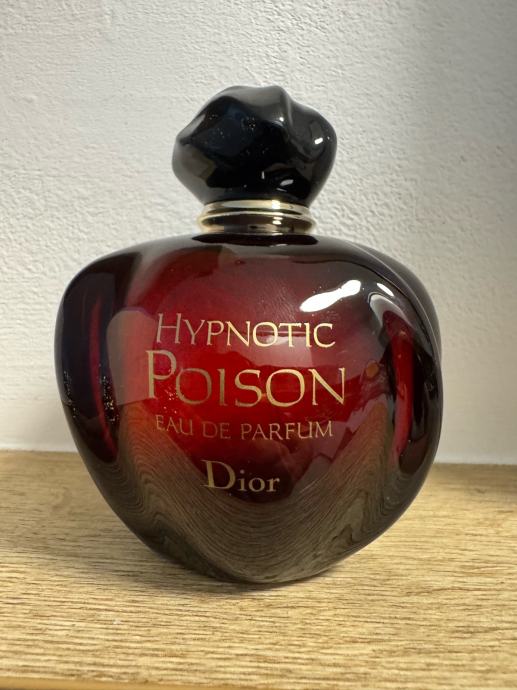 HYPNOTIC
POISON
EAU DE PARFUM
Dior